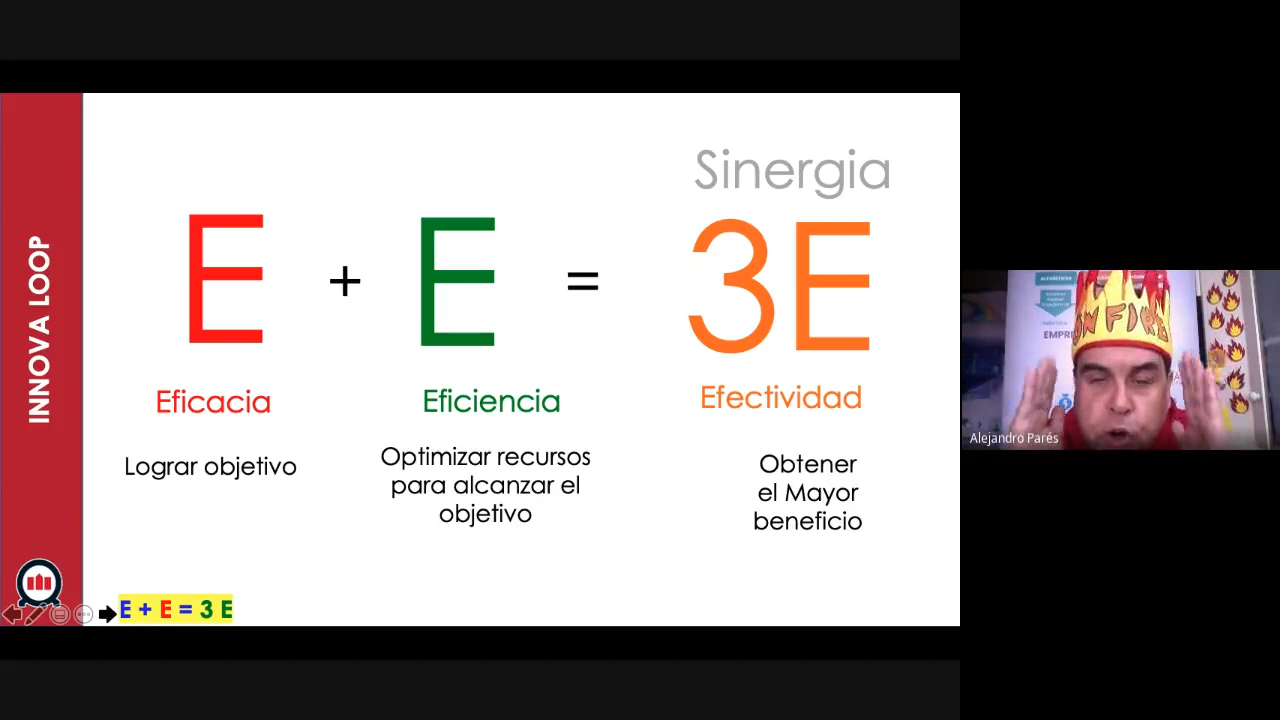 INNOVA LOOP
Sinergia
E + E = 3E
Eficacia
Eficiencia
Efectividad
Lograr objetivo
Optimizar recursos
para alcanzar el
objetivo
Obtener
el Mayor
beneficio
E + E = 3 E
ON FIRE
EMPRE
Alejandro Parés